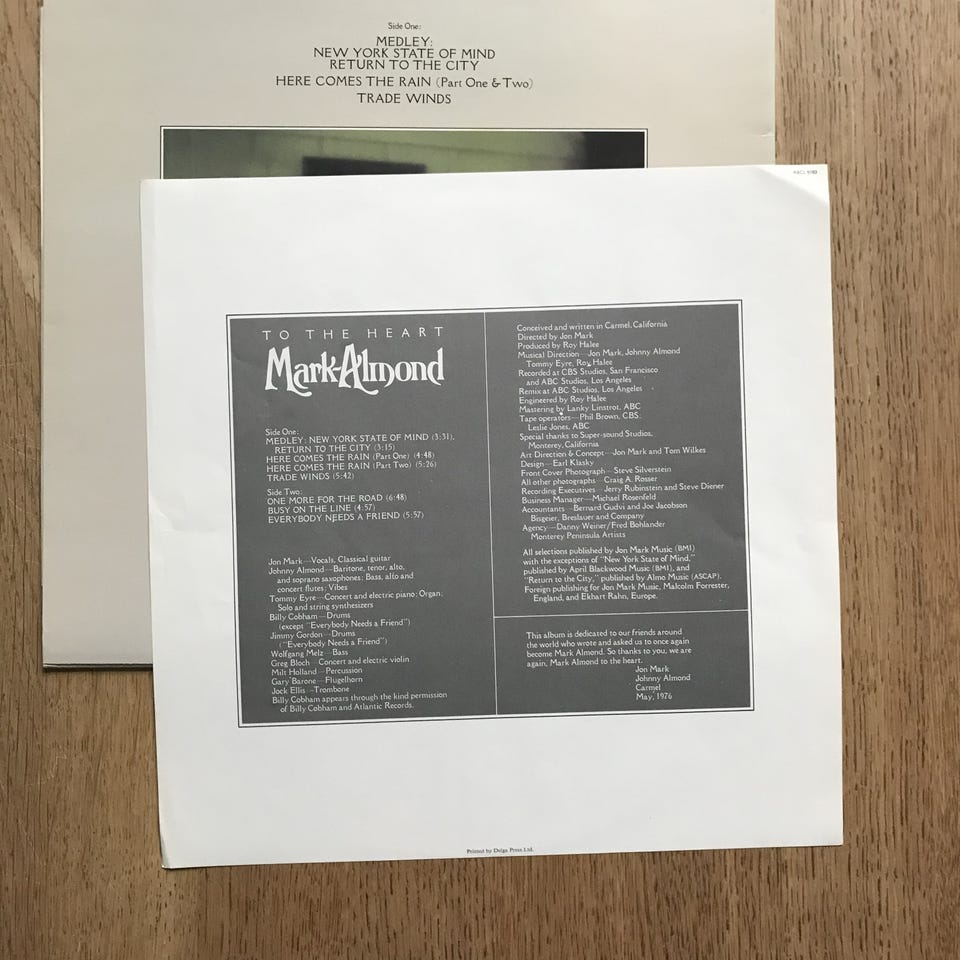 Side One:
MEDLEY:
NEW YORK STATE OF MIND
RETURN TO THE CITY
HERE COMES THE RAIN (Part One & Two)
TRADE WINDS
TO THE HEART
Mark-Almond
Side One:
MEDLEY: NEW YORK STATE OF MIND (3:31),
RETURN TO THE CITY (3:15)
HERE COMES THE RAIN (Part One) (4:48)
HERE COMES THE RAIN (Part Two) (5:26)
TRADE WINDS (5:42)
Side Two:
ONE MORE FOR THE ROAD (6:48)
BUSY ON THE LINE (4:57)
EVERYBODY NEEDS A FRIEND (5:57)
Jon Mark—Vocals, Classical guitar
Johnny Almond—Baritone, tenor, alto,
and soprano saxophones; Bass, alto and
concert flutes; Vibes
Tommy Eyre—Concert and electric piano; Organ;
Solo and string synthesizers
Billy Cobham—Drums
(except "Everybody Needs a Friend")
Jimmy Gordon—Drums
("Everybody Needs a Friend")
Wolfgang Melz—Bass
Greg Bloch—Concert and electric violin
Milt Holland—Percussion
Gary Barone—Flugelhorn
Jock Ellis—Trombone
Billy Cobham appears through the kind permission
of Billy Cobham and Atlantic Records.
Conceived and written in Carmel, California
Directed by Jon Mark
Produced by Roy Halee
Musical Direction—Jon Mark, Johnny Almond
Tommy Eyre, Roy Halee
Recorded at CBS Studios, San Francisco
and ABC Studios, Los Angeles
Remix at ABC Studios, Los Angeles
Engineered by Roy Halee
Mastering by Lanky Linstrot, ABC
Tape operators—Phil Brown, CBS;
Leslie Jones, ABC
Special thanks to Super-sound Studios,
Monterey, California
Art Direction & Concept—Jon Mark and Tom Wilkes
Design—Earl Klasky
Front Cover Photograph—Steve Silverstein
All other photographs—Craig A. Rosser
Recording Executives—Jerry Rubinstein and Steve Diener
Business Manager—Michael Rosenfeld
Accountants—Bernard Gudvi and Joe Jacobson
Bisgeier, Breslauer and Company
Agency—Danny Weiner/Fred Bohlander
Monterey Peninsula Artists
All selections published by Jon Mark Music (BMI)
with the exceptions of "New York State of Mind,"
published by April Blackwood Music (BMI), and
"Return to the City," published by Almo Music (ASCAP).
Foreign publishing for Jon Mark Music, Malcolm Forrester,
England, and Ekhart Rahn, Europe.
This album is dedicated to our friends around
the world who wrote and asked us to once again
become Mark Almond. So thanks to you, we are
again, Mark Almond to the heart.
Jon Mark
Johnny Almond
Carmel
May, 1976
Printed by Delga Press Ltd.